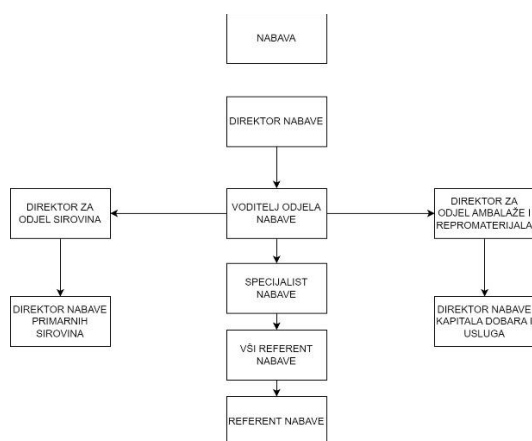 NABAVA
DIREKTOR NABAVE
DIREKTOR ZA
ODJEL SIROVINA
VODITELJ ODJELA
NABAVE
DIREKTOR ZA
ODJEL AMBALAŽE I
REPROMATERIJALA
SPECIJALIST
NABAVE
DIREKTOR NABAVE
PRIMARNIH
SIROVINA
DIREKTOR NABAVE
KAPITALA DOBARA I
USLUGA
VŠI REFERENT
NABAVE
REFERENT NABAVE